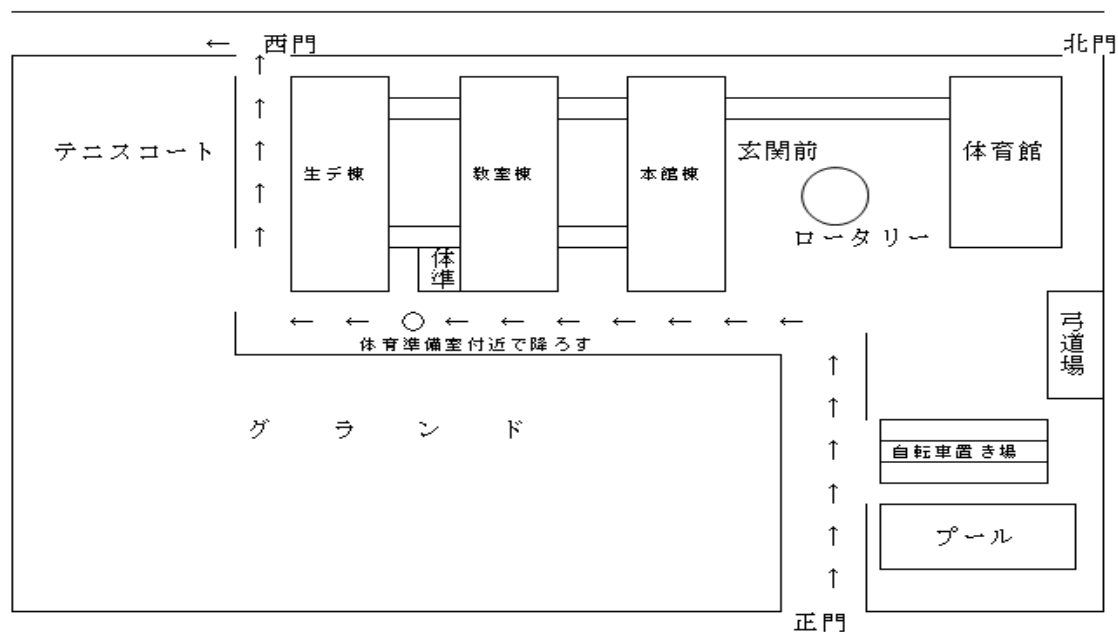 ← 西門
北門
↑
↑
↑
↑
↑
テニスコート
生デ棟
教室棟
本館棟
玄関前
体育館
ロータリー
体準
← ← ○ ← ← ← ← ← ← ←
体育準備室付近で降ろす
弓道場
↑
↑
↑
↑
↑
↑
グランド
自転車置き場
プール
正門